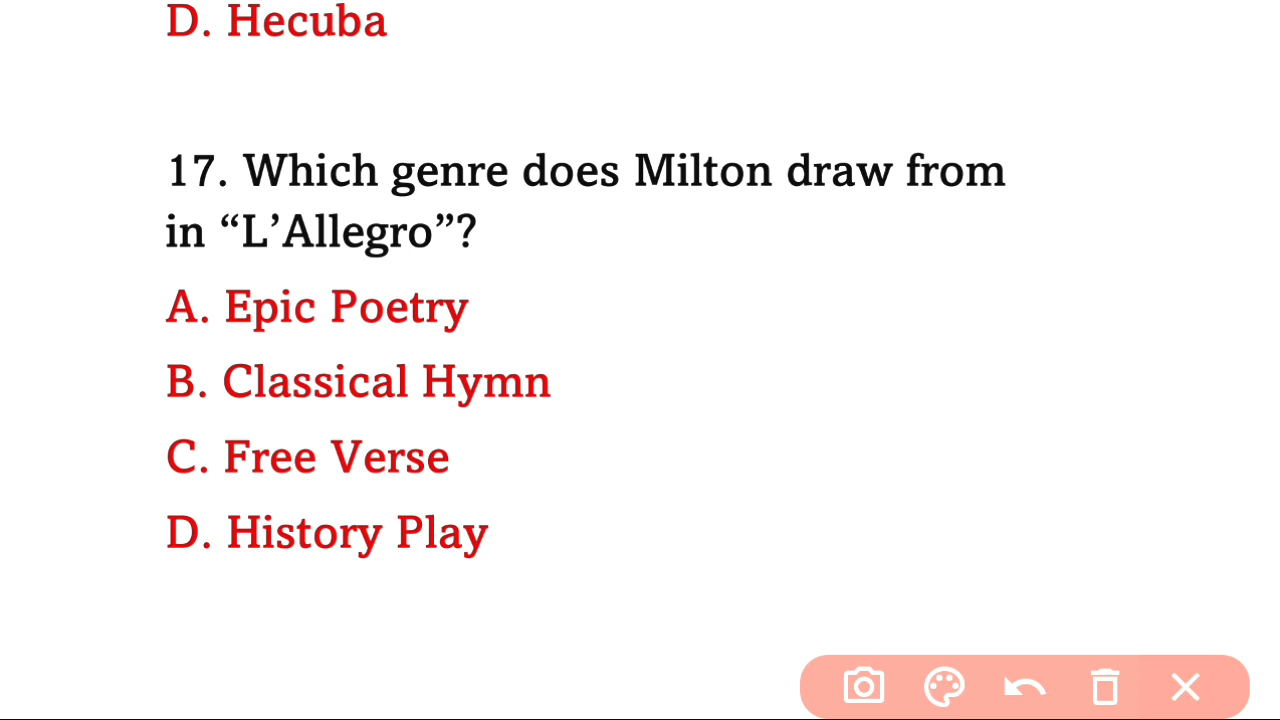 D. Hecuba
17. Which genre does Milton draw from
in “L’Allegro”?
A. Epic Poetry
B. Classical Hymn
C. Free Verse
D. History Play